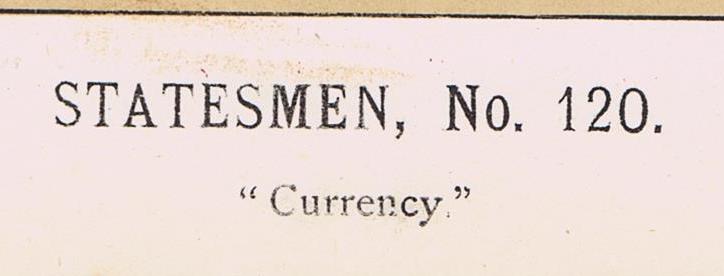 STATESMEN, No. 120.
"Currency."